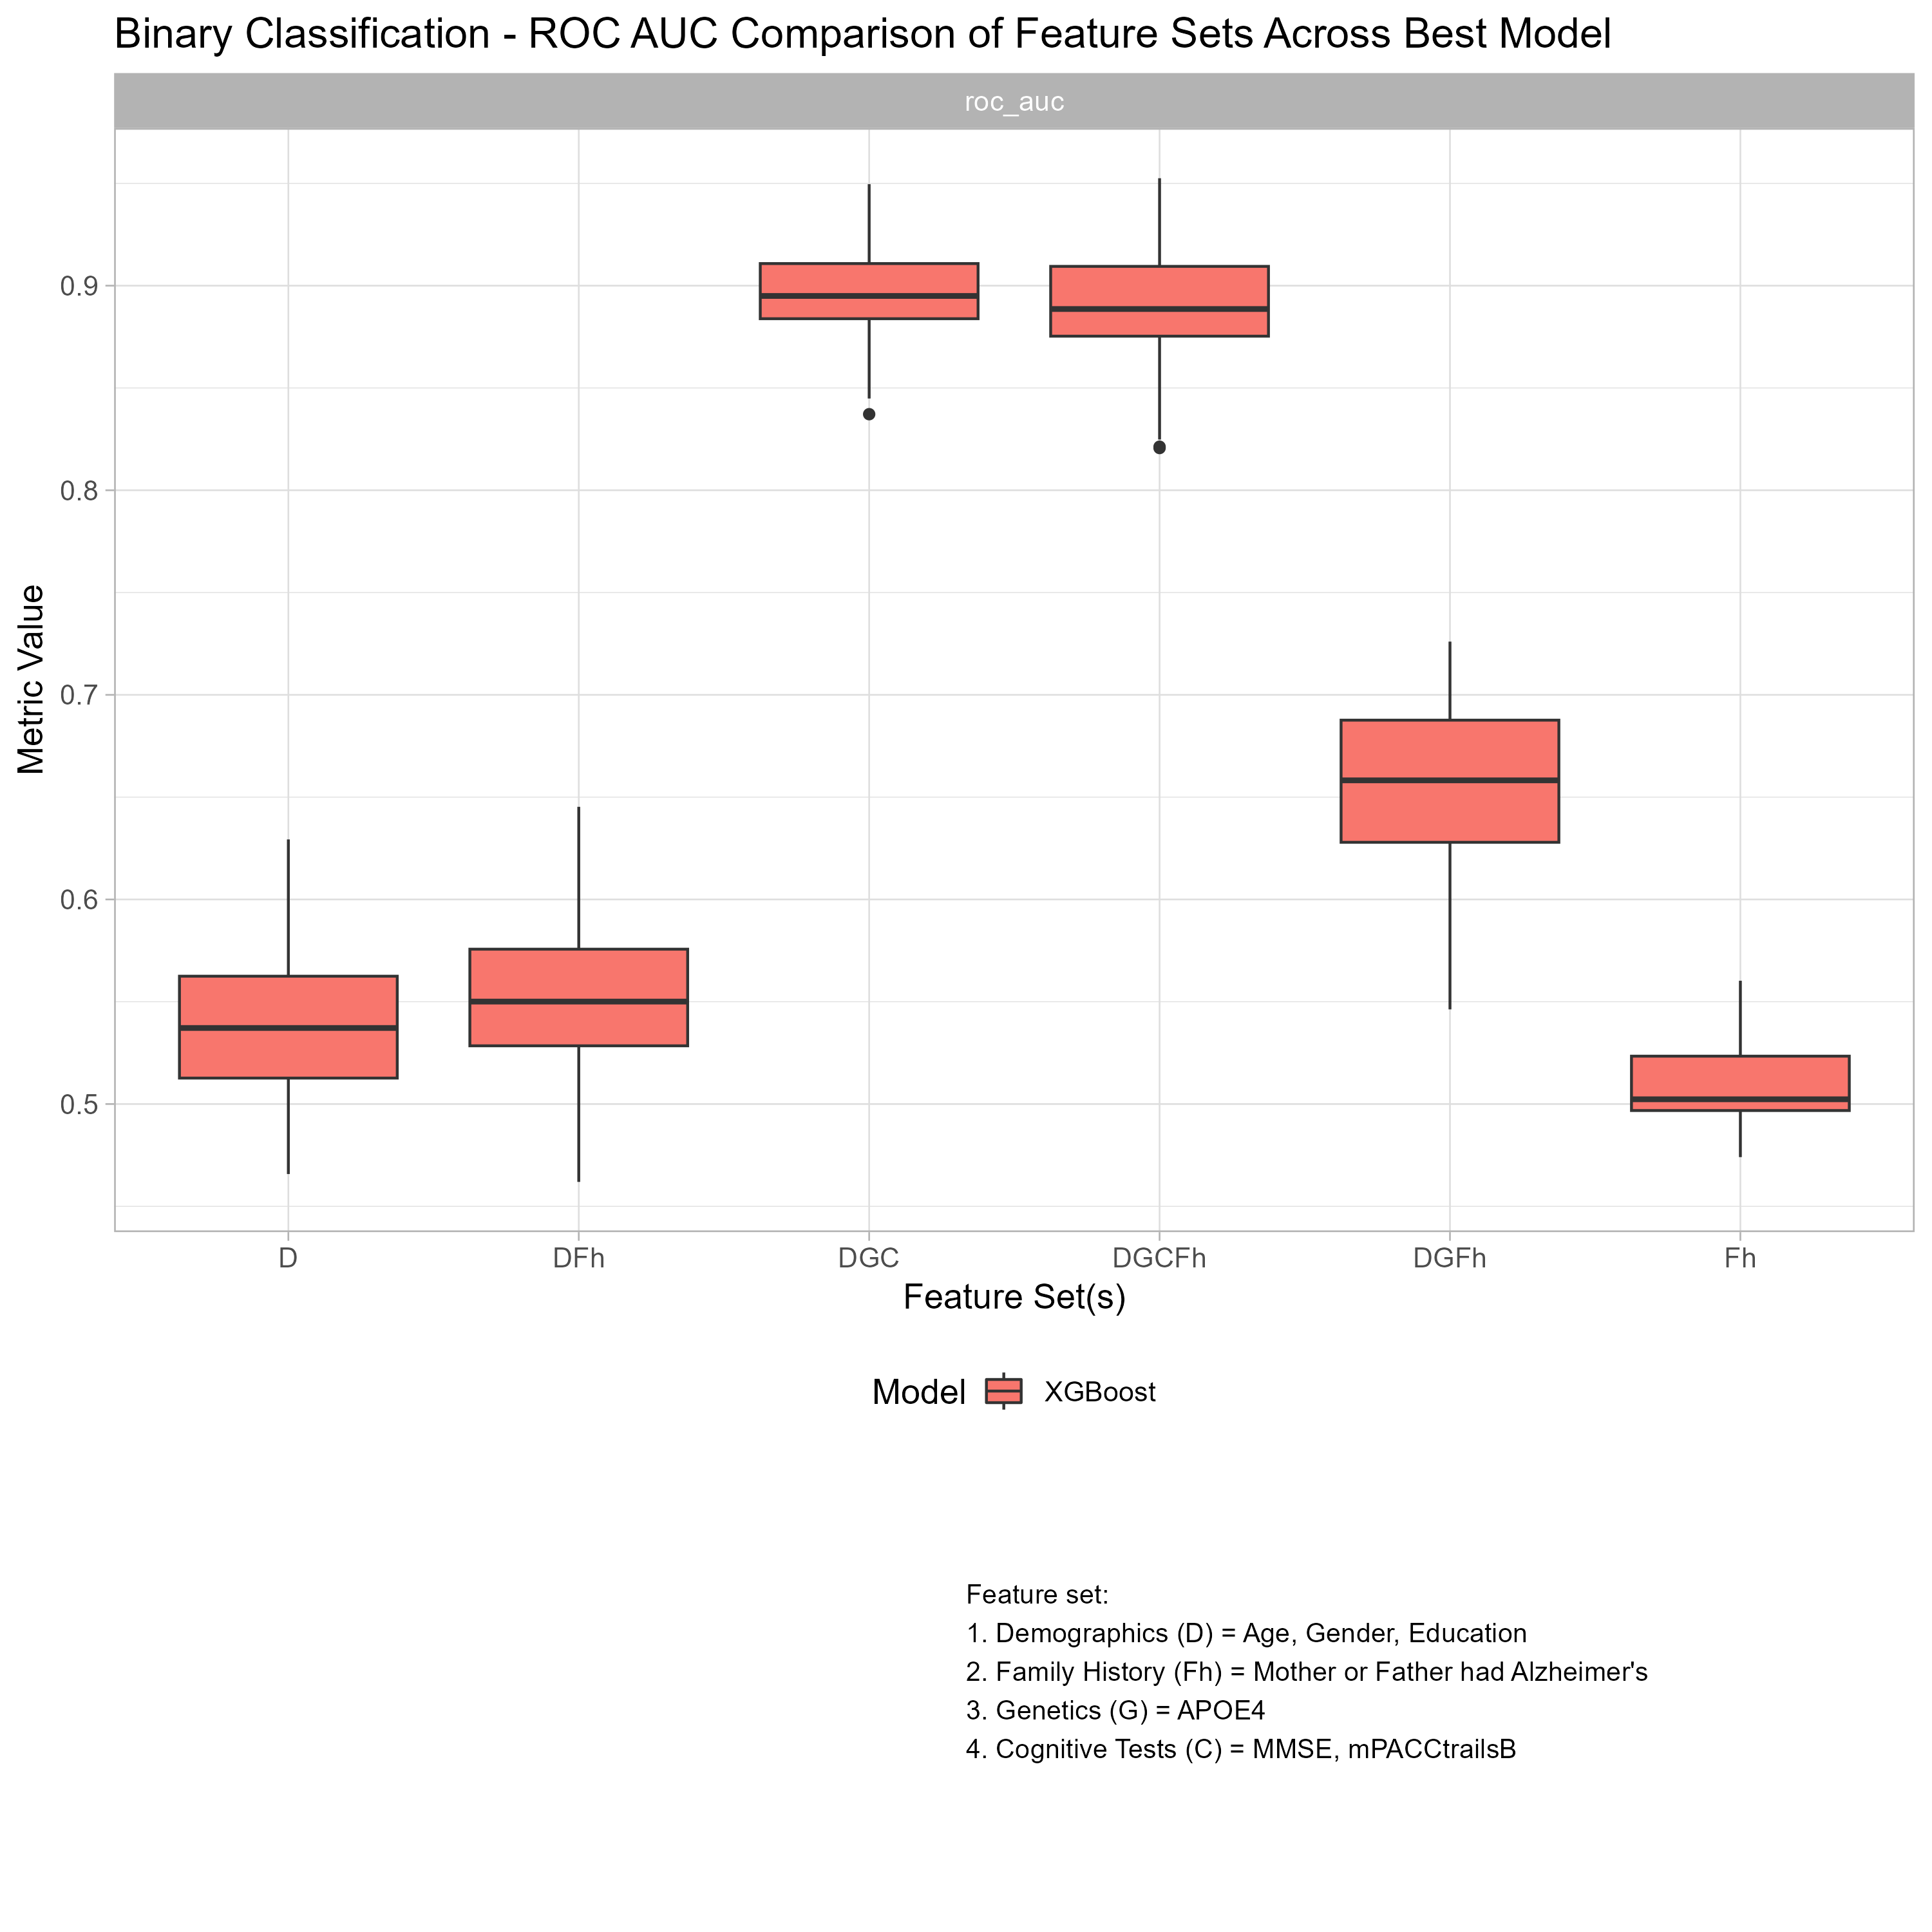 Binary Classification - ROC AUC Comparison of Feature Sets Across Best Model
roc_auc
Metric Value
0.9
0.8
0.7
0.6
0.5
D DFh DGC DGCFh DGFh Fh
Feature Set(s)
Model XGBoost
Feature set:
1. Demographics (D) = Age, Gender, Education
2. Family History (Fh) = Mother or Father had Alzheimer's
3. Genetics (G) = APOE4
4. Cognitive Tests (C) = MMSE, mPACCtrailsB